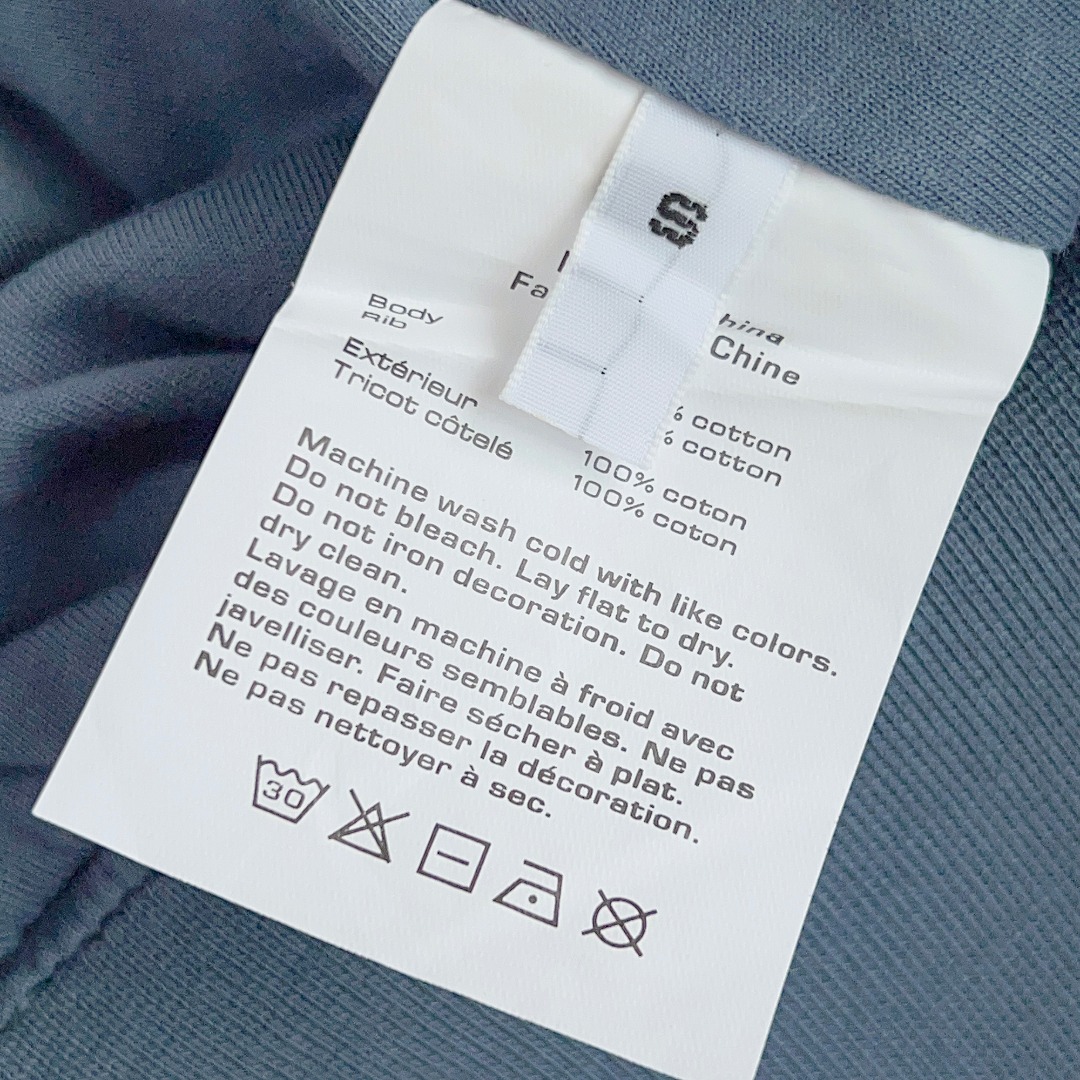 S
hina
Fa Chine
Body % cotton
Rib % cotton
Extérieur 100% coton
Tricot côtelé 100% coton
Machine wash cold with like colors.
Do not bleach. Lay flat to dry.
Do not iron decoration. Do not
dry clean.
Lavage en machine à froid avec
des couleurs semblables. Ne pas
javelliser. Faire sécher à plat.
Ne pas repasser la décoration.
Ne pas nettoyer à sec.
30